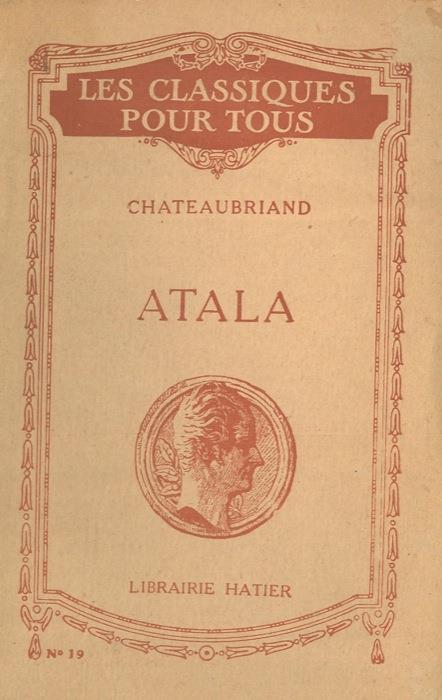 LES CLASSIQUES
POUR TOUS
CHATEAUBRIAND
ATALA
LIBRAIRIE HATIER
Nº 19